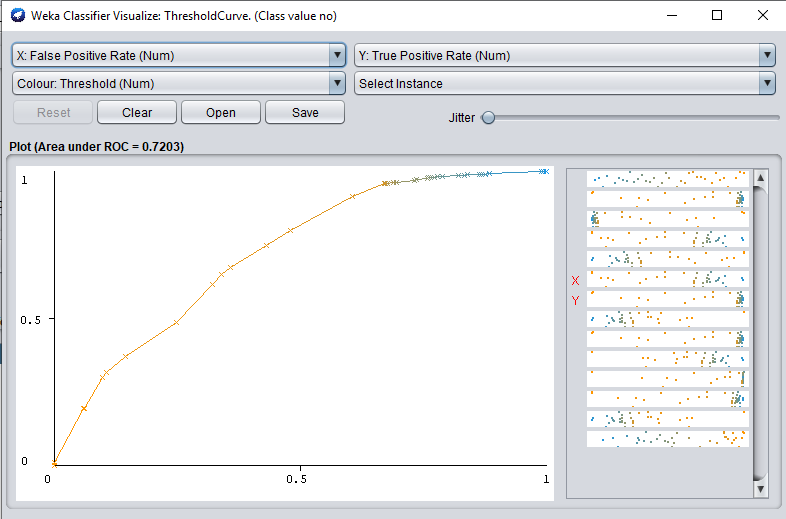 Weka Classifier Visualize: ThresholdCurve. (Class value no)
X: False Positive Rate (Num) Y: True Positive Rate (Num)
Colour: Threshold (Num) Select Instance
Reset Clear Open Save Jitter
Plot (Area under ROC = 0.7203)
1
0.5
0
0 0.5 1
X
Y